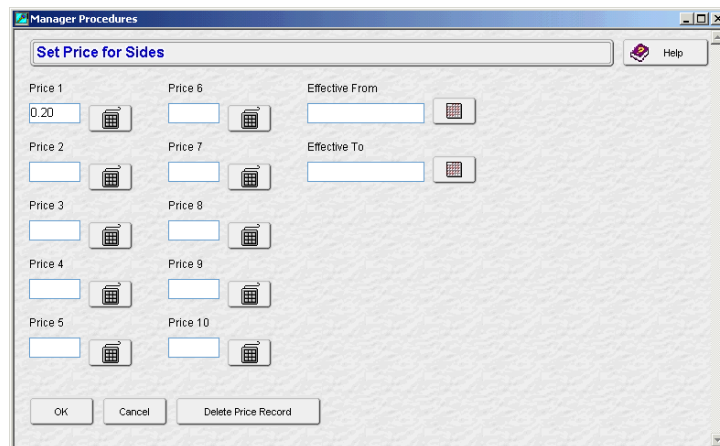 Manager Procedures
Set Price for Sides
Help
Price 1
Price 6
Effective From
0.20
Price 2
Price 7
Effective To
Price 3
Price 8
Price 4
Price 9
Price 5
Price 10
OK
Cancel
Delete Price Record